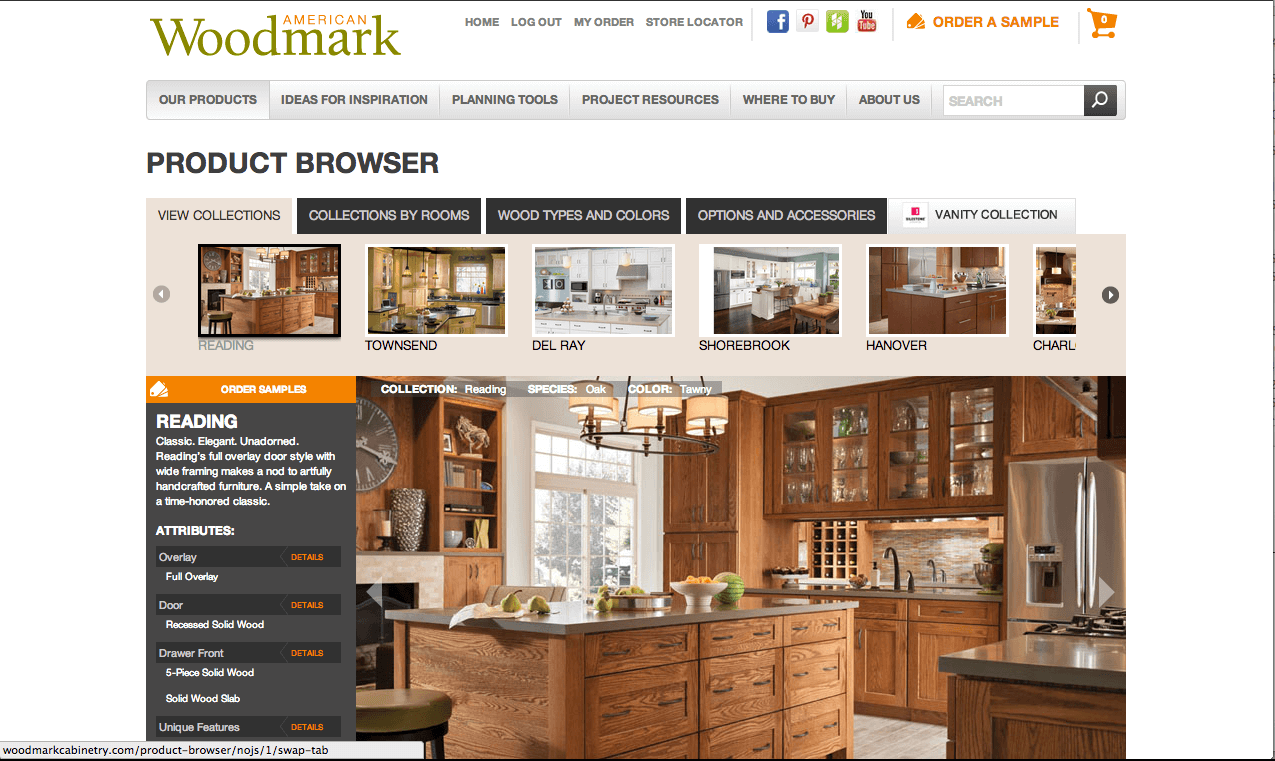 AMERICAN
Woodmark
HOME LOG OUT MY ORDER STORE LOCATOR
f
You
Tube
ORDER A SAMPLE
0
OUR PRODUCTS IDEAS FOR INSPIRATION PLANNING TOOLS PROJECT RESOURCES WHERE TO BUY ABOUT US SEARCH
PRODUCT BROWSER
VIEW COLLECTIONS COLLECTIONS BY ROOMS WOOD TYPES AND COLORS OPTIONS AND ACCESSORIES VANITY COLLECTION
READING TOWNSEND DEL RAY SHOREBROOK HANOVER CHARL
ORDER SAMPLES
COLLECTION: Reading SPECIES: Oak COLOR: Tawny
READING
Classic. Elegant. Unadorned.
Reading's full overlay door style with
wide framing makes a nod to artfully
handcrafted furniture. A simple take on
a time-honored classic.
ATTRIBUTES:
Overlay DETAILS
Full Overlay
Door DETAILS
Recessed Solid Wood
Drawer Front DETAILS
5-Piece Solid Wood
Solid Wood Slab
Unique Features DETAILS
woodmarkcabinetry.com/product-browser/nojs/1/swap-tab